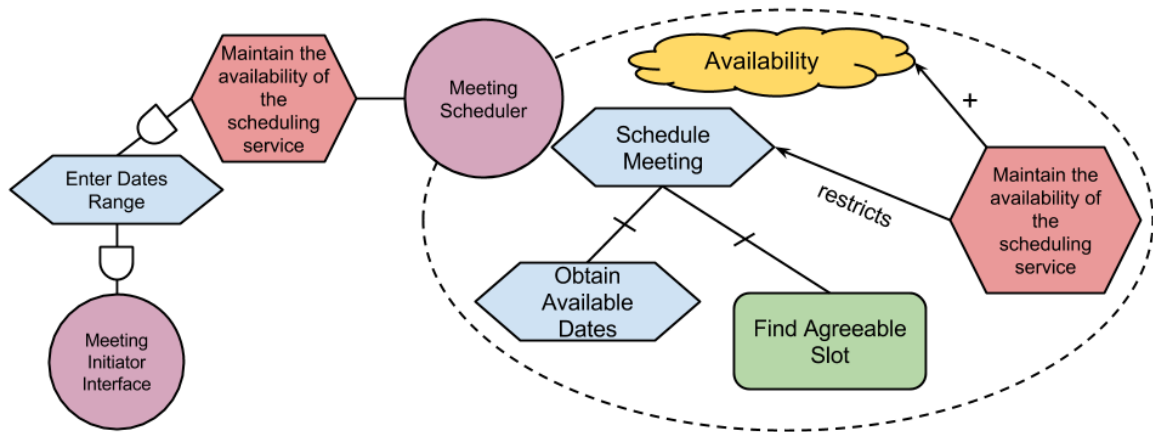 Maintain the
availability of
the
scheduling
service
Meeting
Scheduler
Availability
+
Schedule
Meeting
Enter Dates
Range
restricts
Maintain the
availability of
the
scheduling
service
Obtain
Available
Dates
Find Agreeable
Slot
Meeting
Initiator
Interface